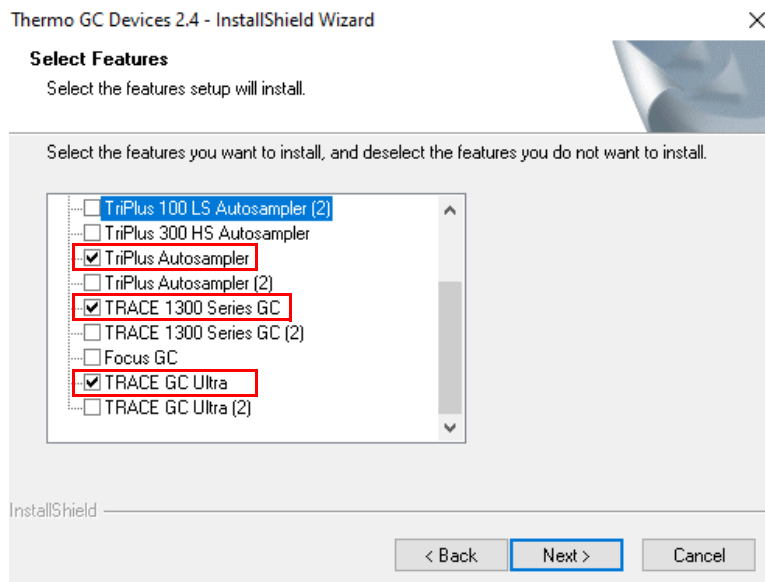 Thermo GC Devices 2.4 - InstallShield Wizard
Select Features
Select the features setup will install.
Select the features you want to install, and deselect the features you do not want to install.
TriPlus 100 LS Autosampler (2)
TriPlus 300 HS Autosampler
TriPlus Autosampler
TriPlus Autosampler (2)
TRACE 1300 Series GC
TRACE 1300 Series GC (2)
Focus GC
TRACE GC Ultra
TRACE GC Ultra (2)
InstallShield
< Back Next > Cancel